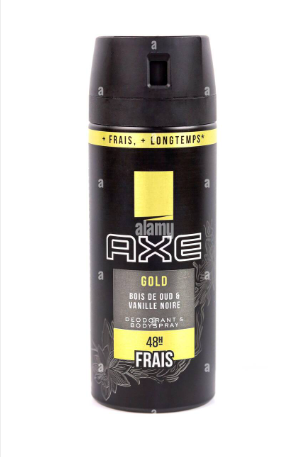 + FRAIS, + LONGTEMPS*
alamy
AXE
GOLD
BOIS DE OUD &
VANILLE NOIRE
DEODORANT &
BODYSPRAY
48H
FRAIS